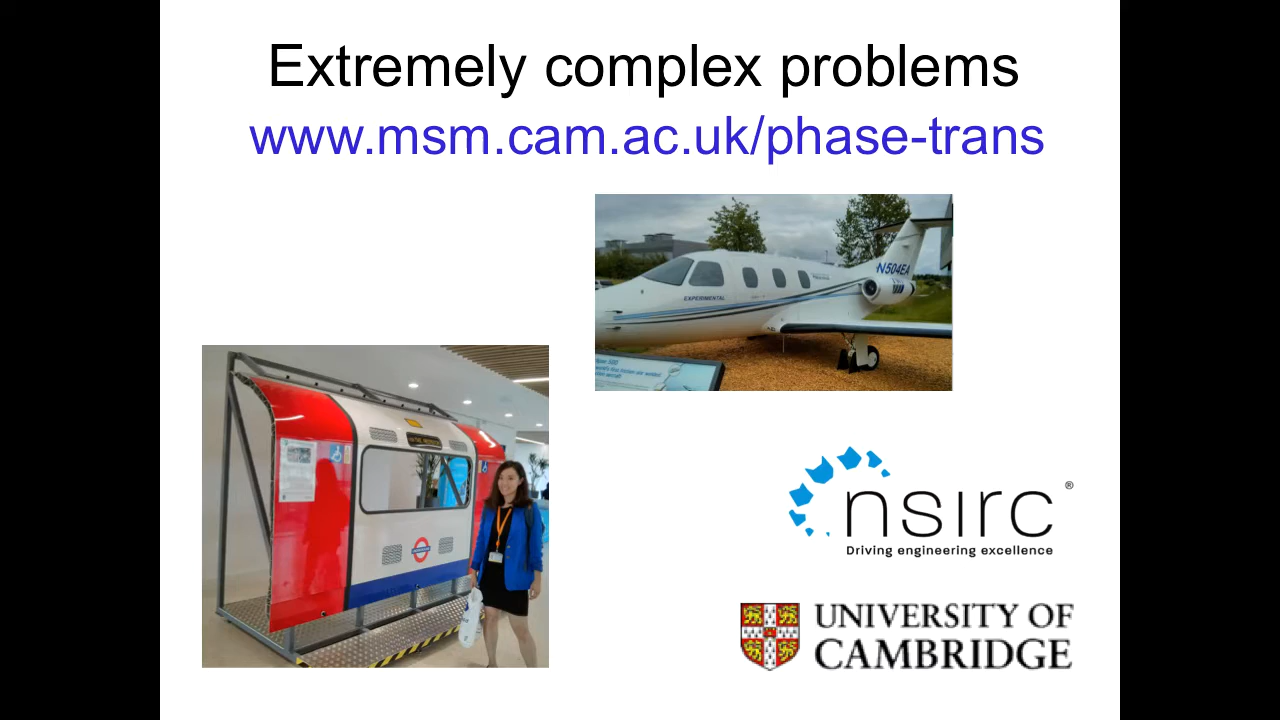 Extremely complex problems
www.msm.cam.ac.uk/phase-trans
N504EA
EXPERIMENTAL
nsirc®
Driving engineering excellence
UNIVERSITY OF
CAMBRIDGE